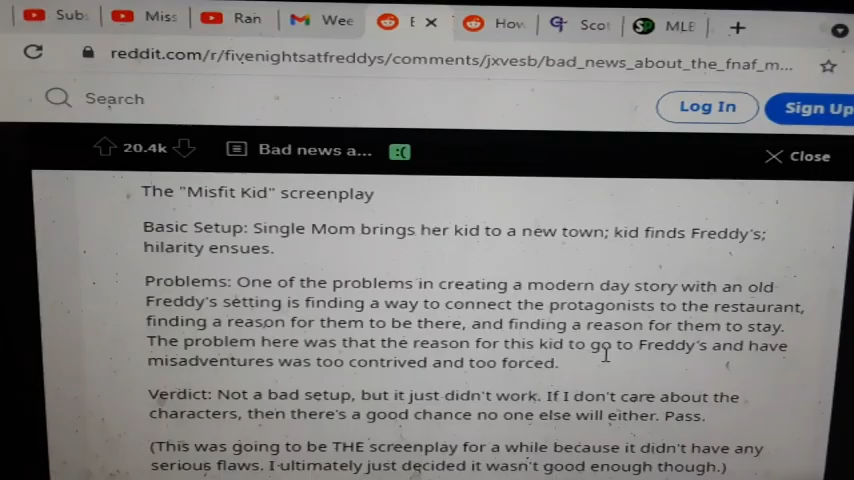 Sub:
Miss
Ran
Wee
E
How
Scot
MLE
reddit.com/r/fivenightsatfreddys/comments/jxvesb/bad_news_about_the_fnaf_m...
Search
Log In
Sign Up
20.4k
Bad news a...
:(
Close
The "Misfit Kid" screenplay
Basic Setup: Single Mom brings her kid to a new town; kid finds Freddy's;
hilarity ensues.
Problems: One of the problems in creating a modern day story with an old
Freddy's setting is finding a way to connect the protagonists to the restaurant,
finding a reason for them to be there, and finding a reason for them to stay.
The problem here was that the reason for this kid to go to Freddy's and have
misadventures was too contrived and too forced.
Verdict: Not a bad setup, but it just didn't work. If I don't care about the
characters, then there's a good chance no one else will either. Pass.
(This was going to be THE screenplay for a while because it didn't have any
serious flaws. I ultimately just decided it wasn't good enough though.)